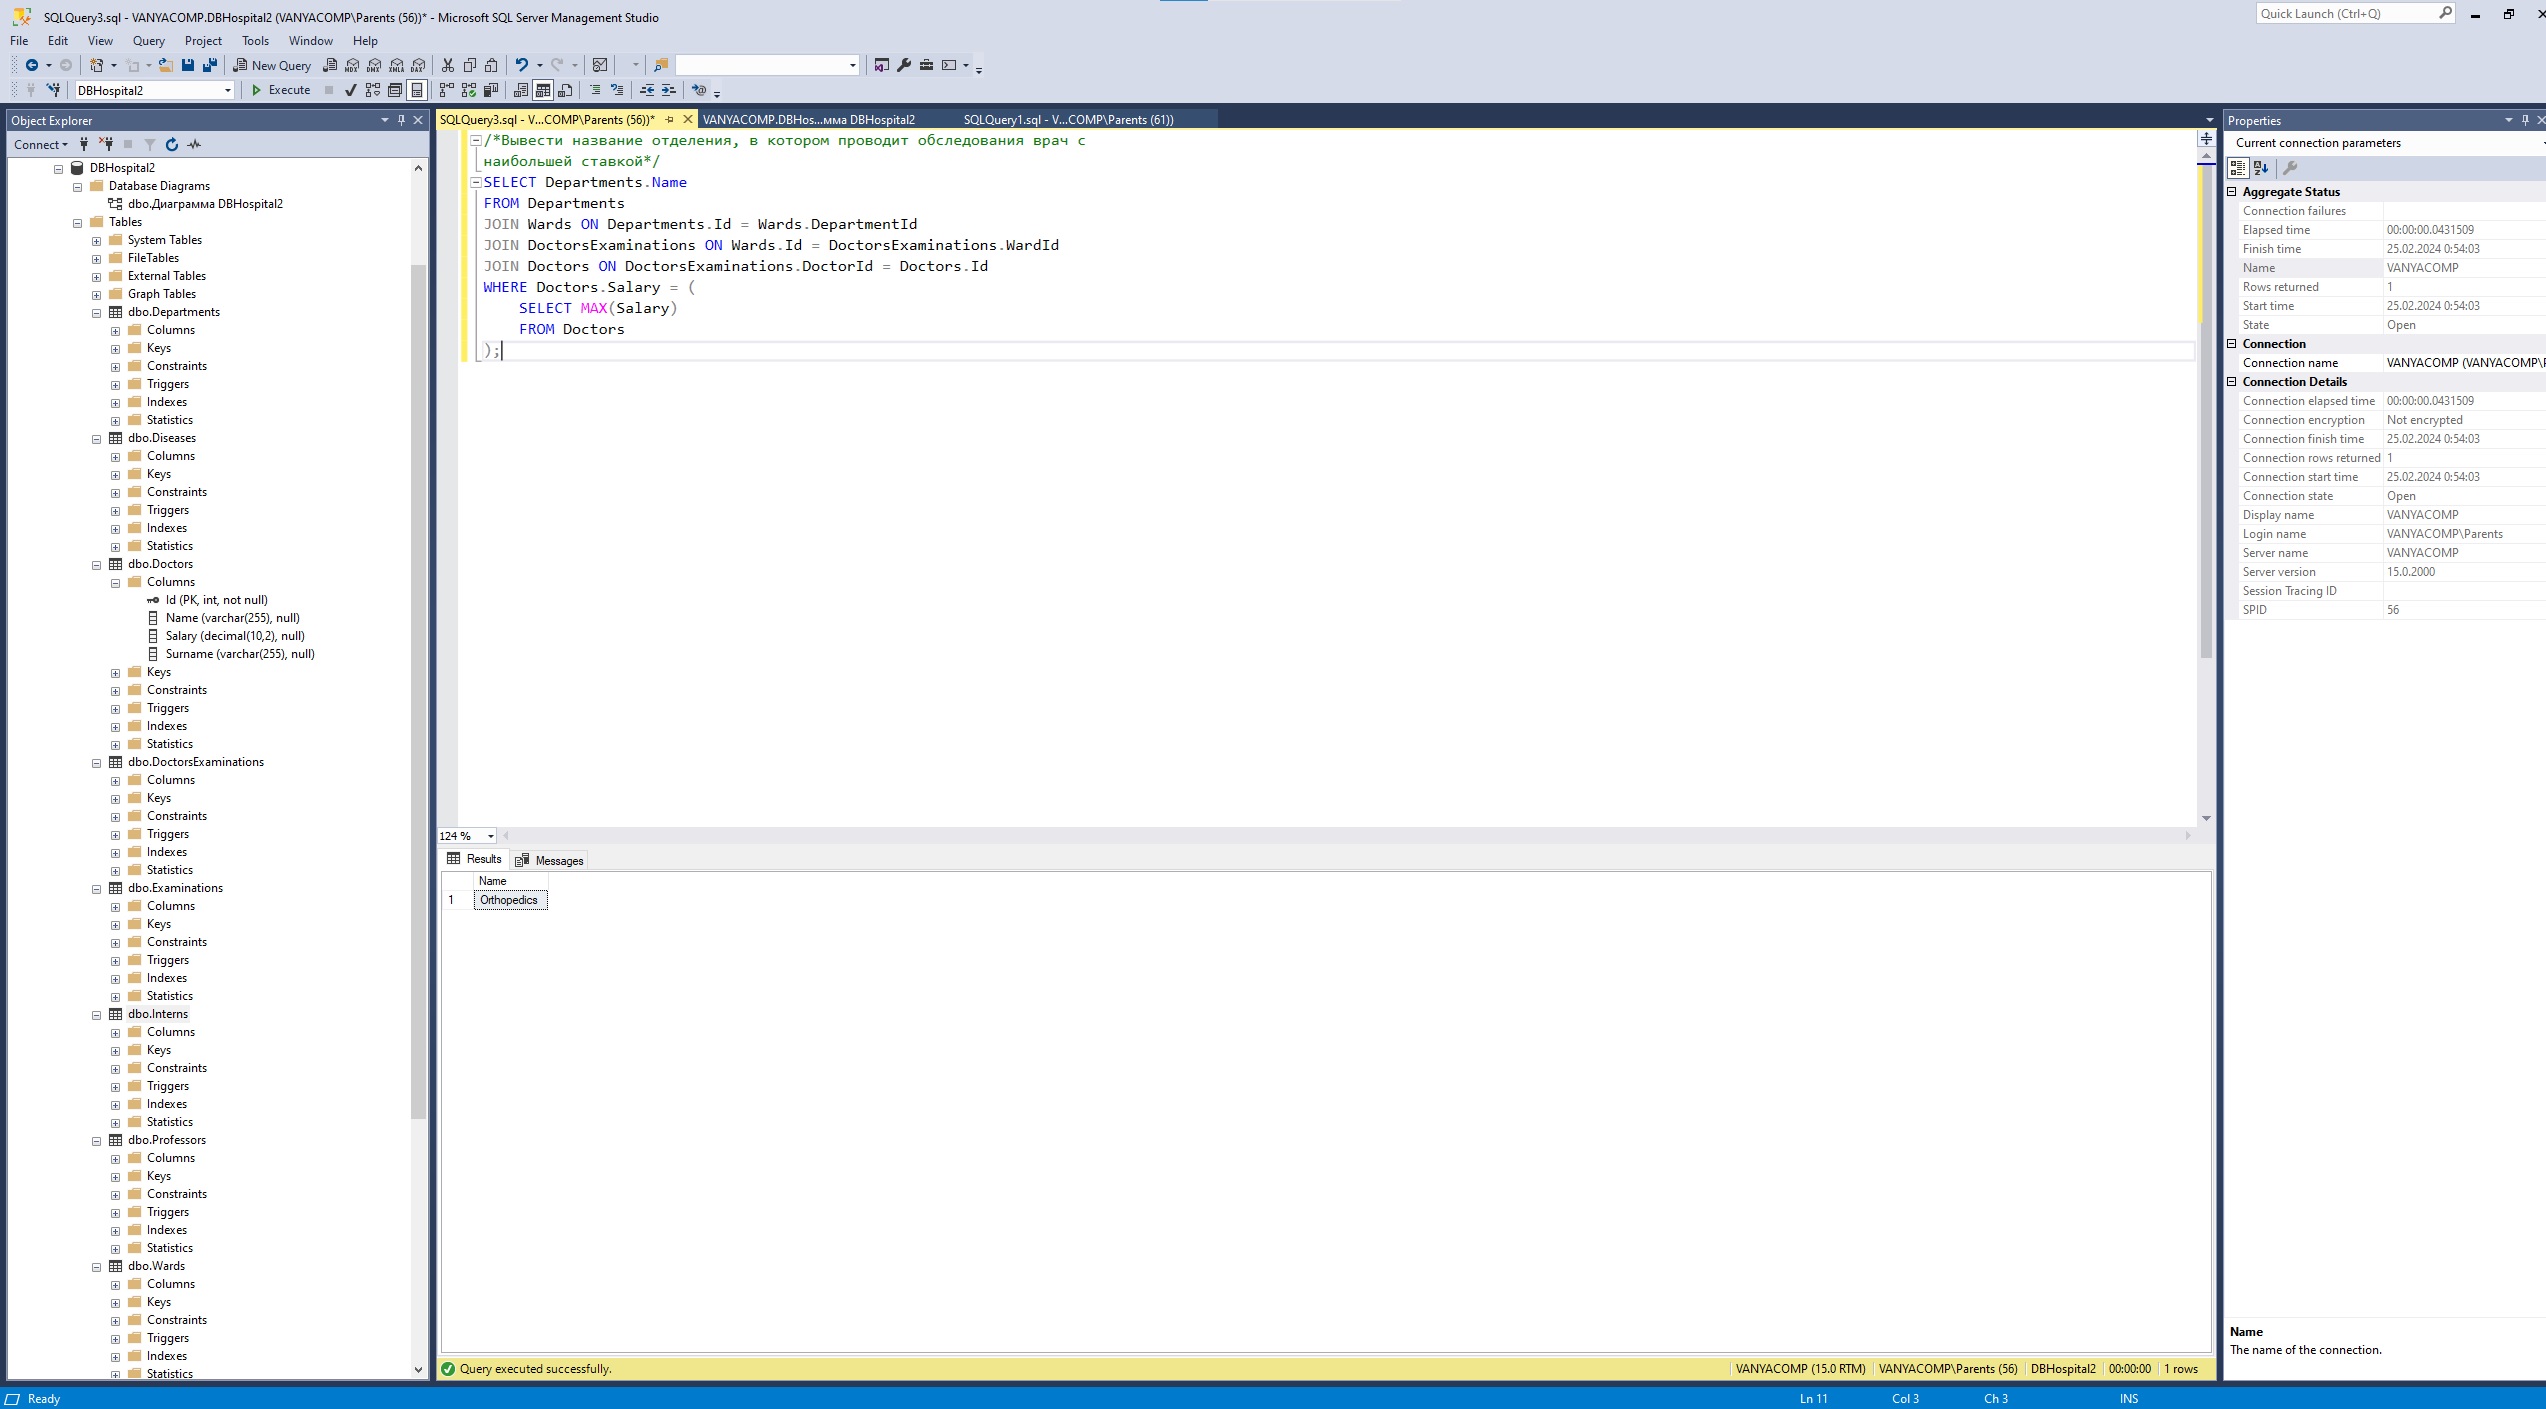 SQLQuery3.sql - VANYACOMP.DBHospital2 (VANYACOMP\Parents (56))* - Microsoft SQL Server Management Studio
Quick Launch (Ctrl+Q)
File Edit View Query Project Tools Window Help
New Query
DBHospital2
Execute
Object Explorer
Connect
DBHospital2
Database Diagrams
dbo.Диаграмма DBHospital2
Tables
System Tables
FileTables
External Tables
Graph Tables
dbo.Departments
Columns
Keys
Constraints
Triggers
Indexes
Statistics
dbo.Diseases
Columns
Keys
Constraints
Triggers
Indexes
Statistics
dbo.Doctors
Columns
Id (PK, int, not null)
Name (varchar(255), null)
Salary (decimal(10,2), null)
Surname (varchar(255), null)
Keys
Constraints
Triggers
Indexes
Statistics
dbo.DoctorsExaminations
Columns
Keys
Constraints
Triggers
Indexes
Statistics
dbo.Examinations
Columns
Keys
Constraints
Triggers
Indexes
Statistics
dbo.Interns
Columns
Keys
Constraints
Triggers
Indexes
Statistics
dbo.Professors
Columns
Keys
Constraints
Triggers
Indexes
Statistics
dbo.Wards
Columns
Keys
Constraints
Triggers
Indexes
Statistics
SQLQuery3.sql - V...COMP\Parents (56))* VANYACOMP.DBHos...мма DBHospital2 SQLQuery1.sql - V...COMP\Parents (61))
/*Вывести название отделения, в котором проводит обследования врач с
наибольшей ставкой*/
SELECT Departments.Name
FROM Departments
JOIN Wards ON Departments.Id = Wards.DepartmentId
JOIN DoctorsExaminations ON Wards.Id = DoctorsExaminations.WardId
JOIN Doctors ON DoctorsExaminations.DoctorId = Doctors.Id
WHERE Doctors.Salary = (
SELECT MAX(Salary)
FROM Doctors
);
124 %
Results Messages
Name
1 Orthopedics
Query executed successfully.
VANYACOMP (15.0 RTM) VANYACOMP\Parents (56) DBHospital2 00:00:00 1 rows
Properties
Current connection parameters
Aggregate Status
Connection failures
Elapsed time 00:00:00.0431509
Finish time 25.02.2024 0:54:03
Name VANYACOMP
Rows returned 1
Start time 25.02.2024 0:54:03
State Open
Connection
Connection name VANYACOMP (VANYACOMP\
Connection Details
Connection elapsed time 00:00:00.0431509
Connection encryption Not encrypted
Connection finish time 25.02.2024 0:54:03
Connection rows returned 1
Connection start time 25.02.2024 0:54:03
Connection state Open
Display name VANYACOMP
Login name VANYACOMP\Parents
Server name VANYACOMP
Server version 15.0.2000
Session Tracing ID
SPID 56
Name
The name of the connection.
Ready
Ln 11 Col 3 Ch 3 INS